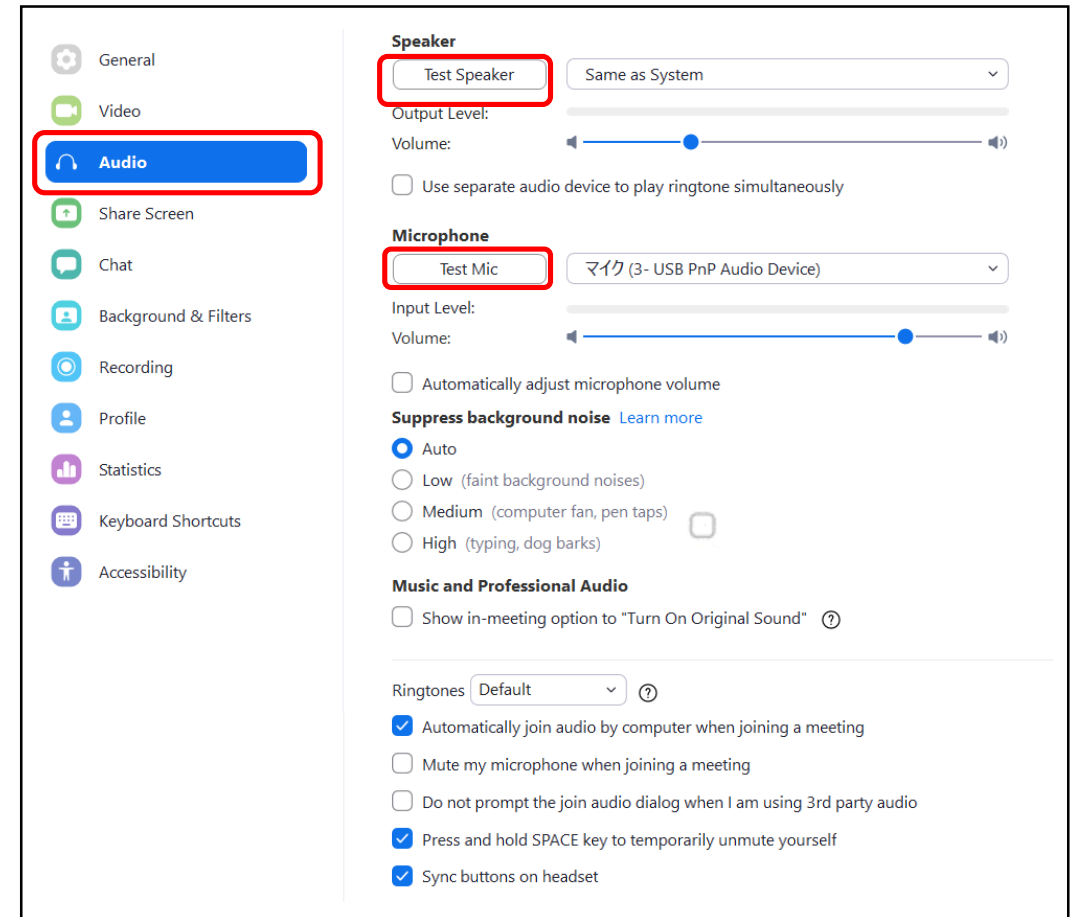 General
Video
Audio
Share Screen
Chat
Background & Filters
Recording
Profile
Statistics
Keyboard Shortcuts
Accessibility
Speaker
Test Speaker
Same as System
Output Level:
Volume:
Use separate audio device to play ringtone simultaneously
Microphone
Test Mic
マイク (3- USB PnP Audio Device)
Input Level:
Volume:
Automatically adjust microphone volume
Suppress background noise Learn more
Auto
Low (faint background noises)
Medium (computer fan, pen taps)
High (typing, dog barks)
Music and Professional Audio
Show in-meeting option to "Turn On Original Sound" ?
Ringtones Default ?
Automatically join audio by computer when joining a meeting
Mute my microphone when joining a meeting
Do not prompt the join audio dialog when I am using 3rd party audio
Press and hold SPACE key to temporarily unmute yourself
Sync buttons on headset